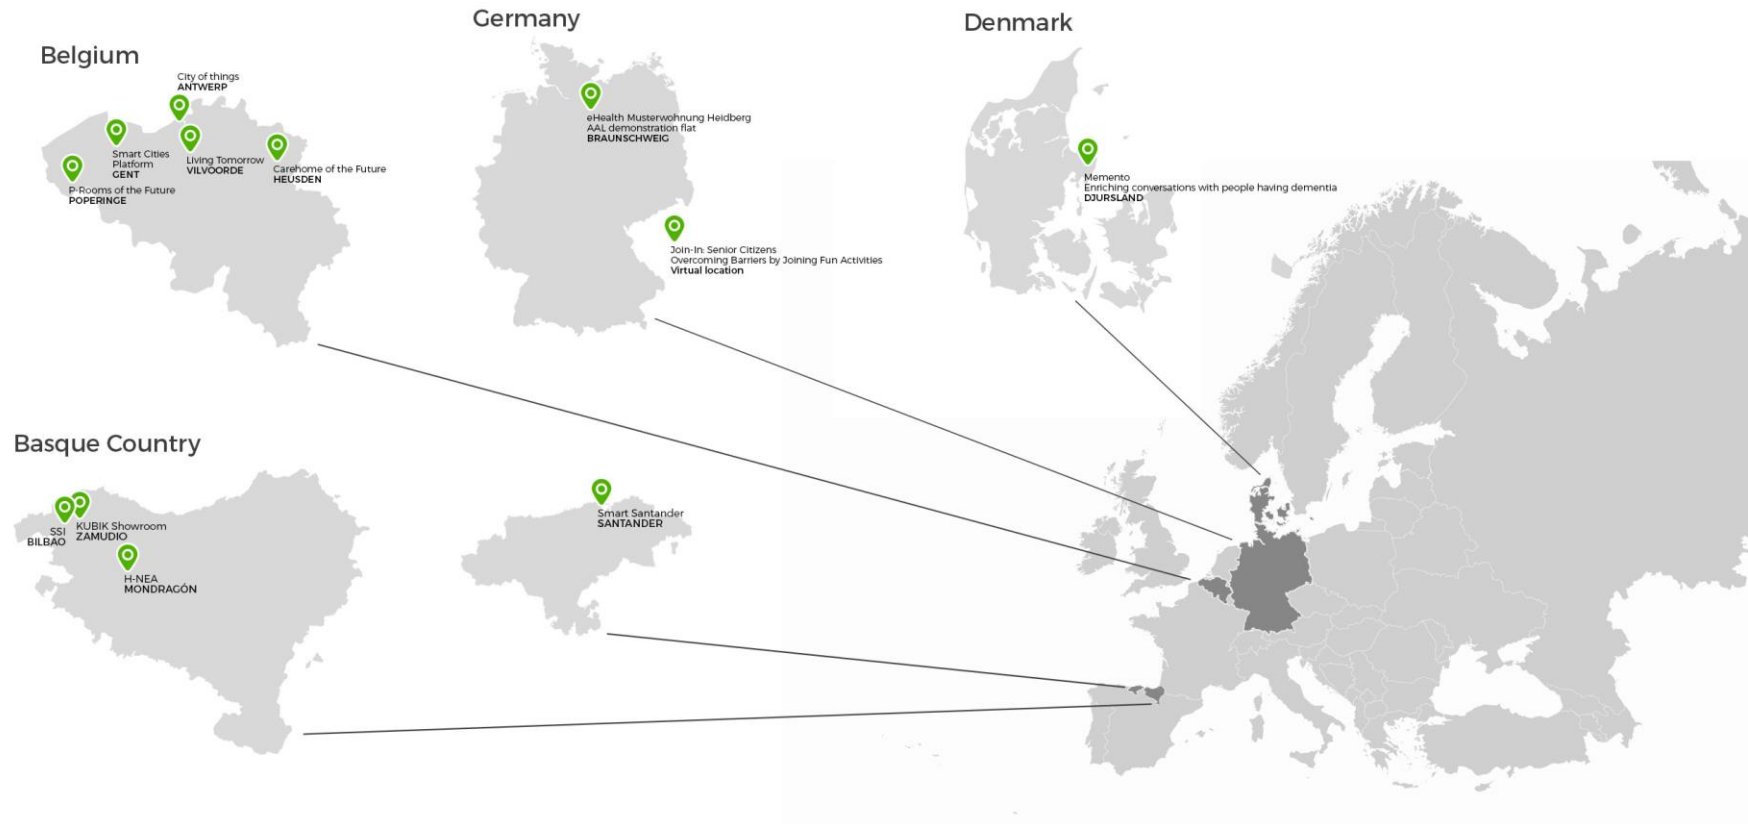 Germany
Denmark
Belgium
City of things
ANTWERP
Smart Cities
Platform
GENT
Living Tomorrow
VILVOORDE
Carehome of the Future
HEUSDEN
P-Rooms of the Future
POPERINGE
eHealth Musterwohnung Heidberg
AAL demonstration flat
BRAUNSCHWEIG
Join-In: Senior Citizens
Overcoming Barriers by Joining Fun Activities
Virtual location
Memento
Enriching conversations with people having dementia
DJURSLAND
Basque Country
SSI
BILBAO
KUBIK Showroom
ZAMUDIO
H-NEA
MONDRAGÓN
Smart Santander
SANTANDER